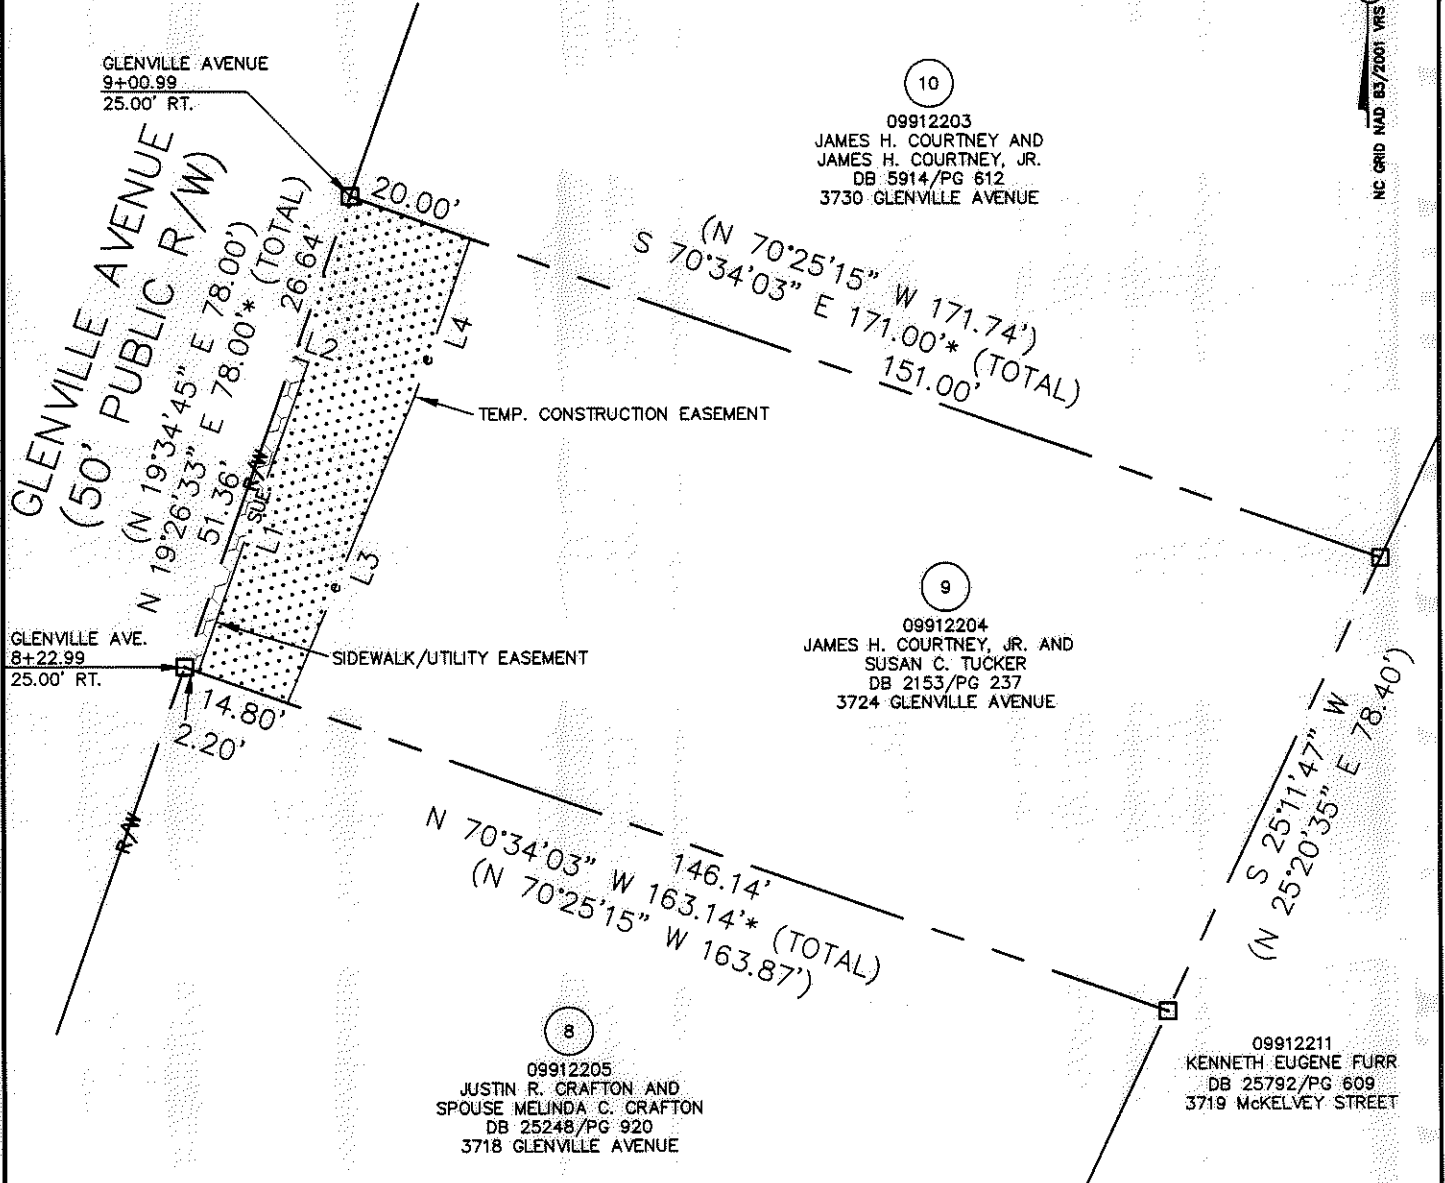 GLENVILLE AVENUE
9+00.99
25.00' RT.
10
09912203
JAMES H. COURTNEY AND
JAMES H. COURTNEY, JR.
DB 5914/PG 612
3730 GLENVILLE AVENUE
NC GRID NAD 83/2001 VRS
GLENVILLE AVENUE
(50' PUBLIC R/W)
(N 19°34'45" E 78.00')
N 19°26'33" E 78.00'* (TOTAL)
51.36'
26.64'
20.00'
(N 70°25'15" W 171.74')
S 70°34'03" E 171.00'* (TOTAL)
151.00'
L2
L4
e
TEMP. CONSTRUCTION EASEMENT
R/W
SUE
L1
L3
e
9
09912204
JAMES H. COURTNEY, JR. AND
SUSAN C. TUCKER
DB 2153/PG 237
3724 GLENVILLE AVENUE
GLENVILLE AVE.
8+22.99
25.00' RT.
SIDEWALK/UTILITY EASEMENT
14.80'
2.20'
R/W
S 25°11'47" W
(N 25°20'35" E 78.40')
146.14'
N 70°34'03" W 163.14'* (TOTAL)
(N 70°25'15" W 163.87')
8
09912205
JUSTIN R. CRAFTON AND
SPOUSE MELINDA C. CRAFTON
DB 25248/PG 920
3718 GLENVILLE AVENUE
09912211
KENNETH EUGENE FURR
DB 25792/PG 609
3719 McKELVEY STREET